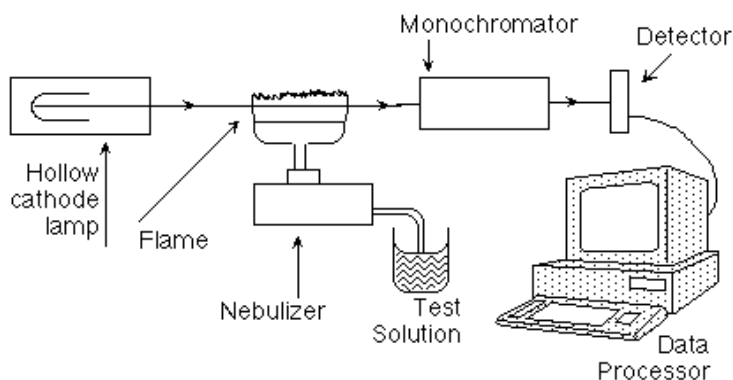 Monochromator
Detector
Hollow
cathode
lamp
Flame
Nebulizer
Test
Solution
Data
Processor